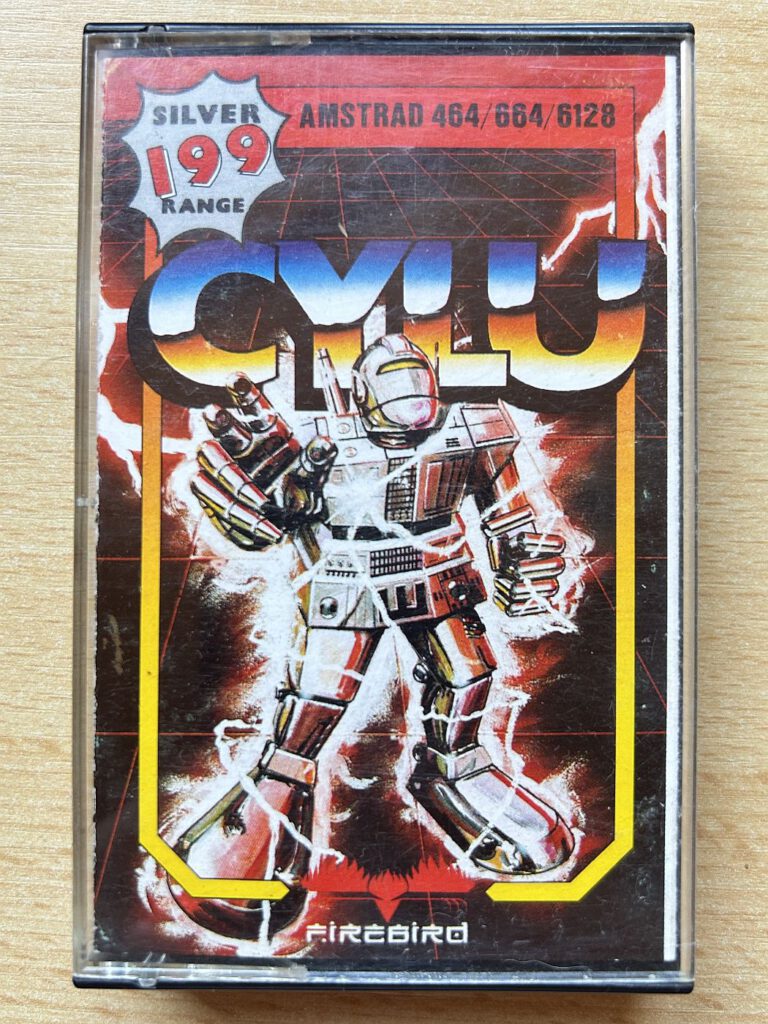 SILVER
199
RANGE
AMSTRAD 464/664/6128
CYLU
FIREBIRD